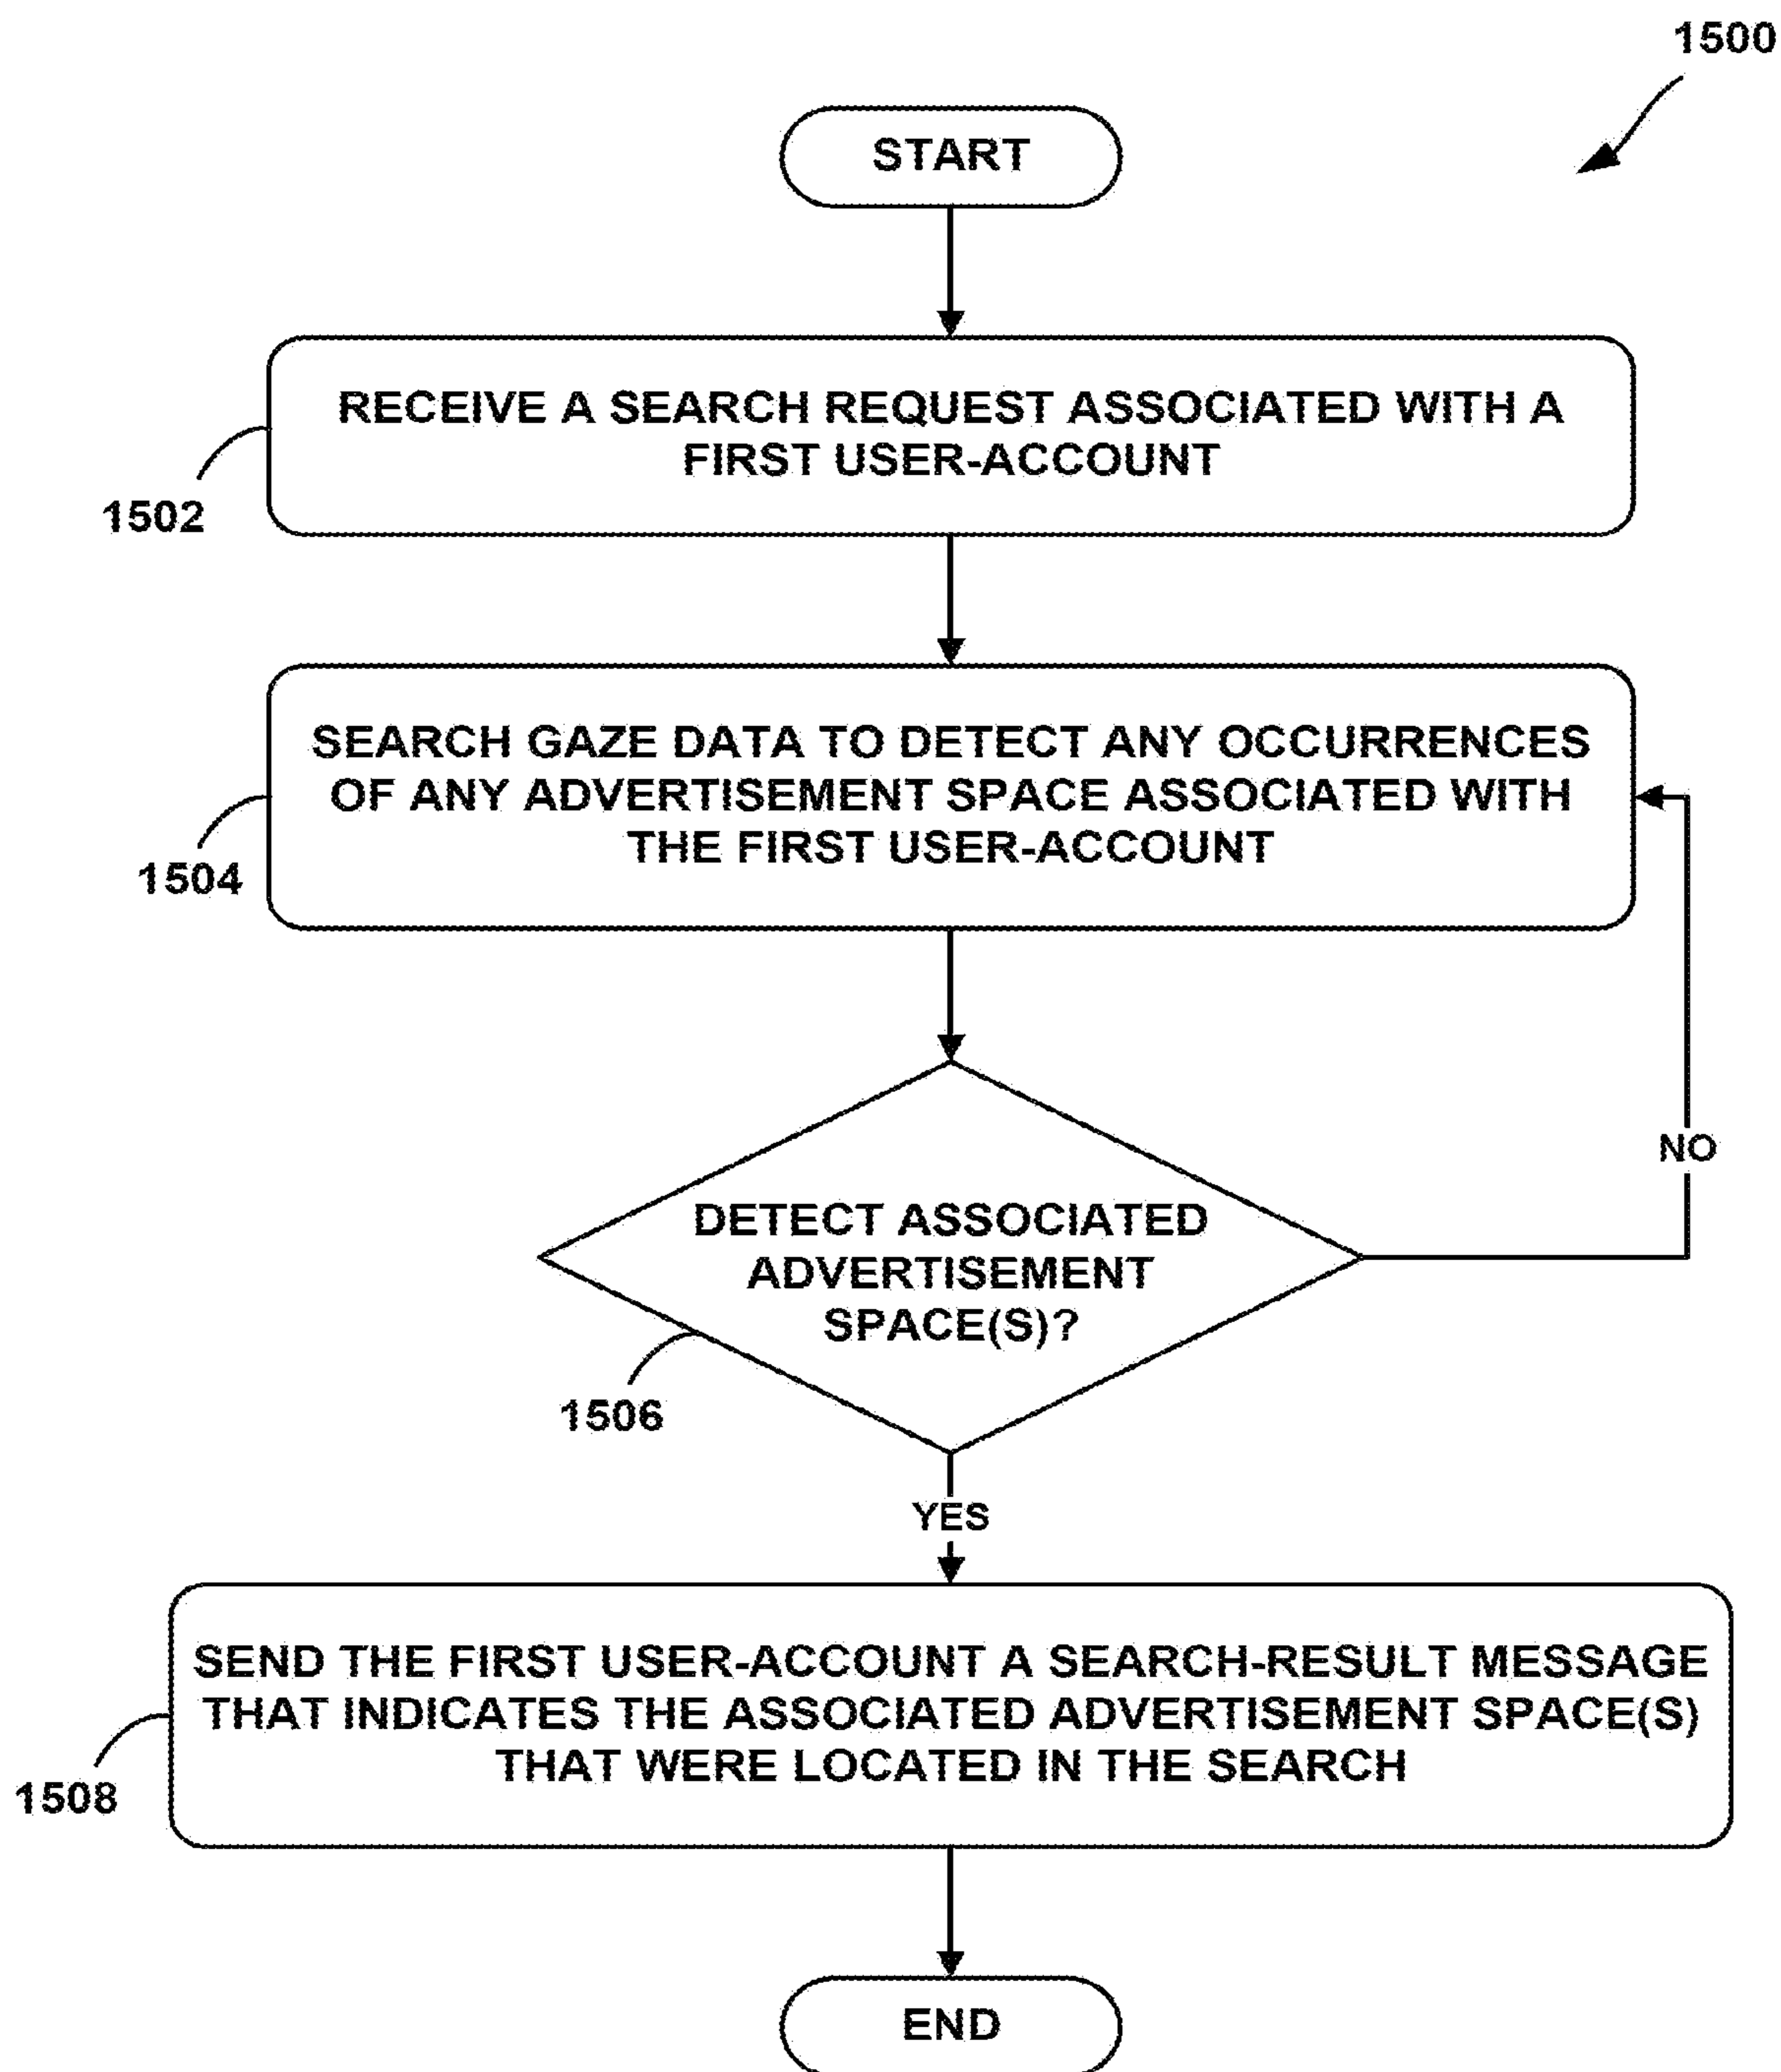 1500
START
RECEIVE A SEARCH REQUEST ASSOCIATED WITH A
FIRST USER-ACCOUNT
1502
SEARCH GAZE DATA TO DETECT ANY OCCURRENCES
OF ANY ADVERTISEMENT SPACE ASSOCIATED WITH
THE FIRST USER-ACCOUNT
1504
NO
DETECT ASSOCIATED
ADVERTISEMENT
SPACE(S)?
1506
YES
SEND THE FIRST USER-ACCOUNT A SEARCH-RESULT MESSAGE
THAT INDICATES THE ASSOCIATED ADVERTISEMENT SPACE(S)
THAT WERE LOCATED IN THE SEARCH
1508
END